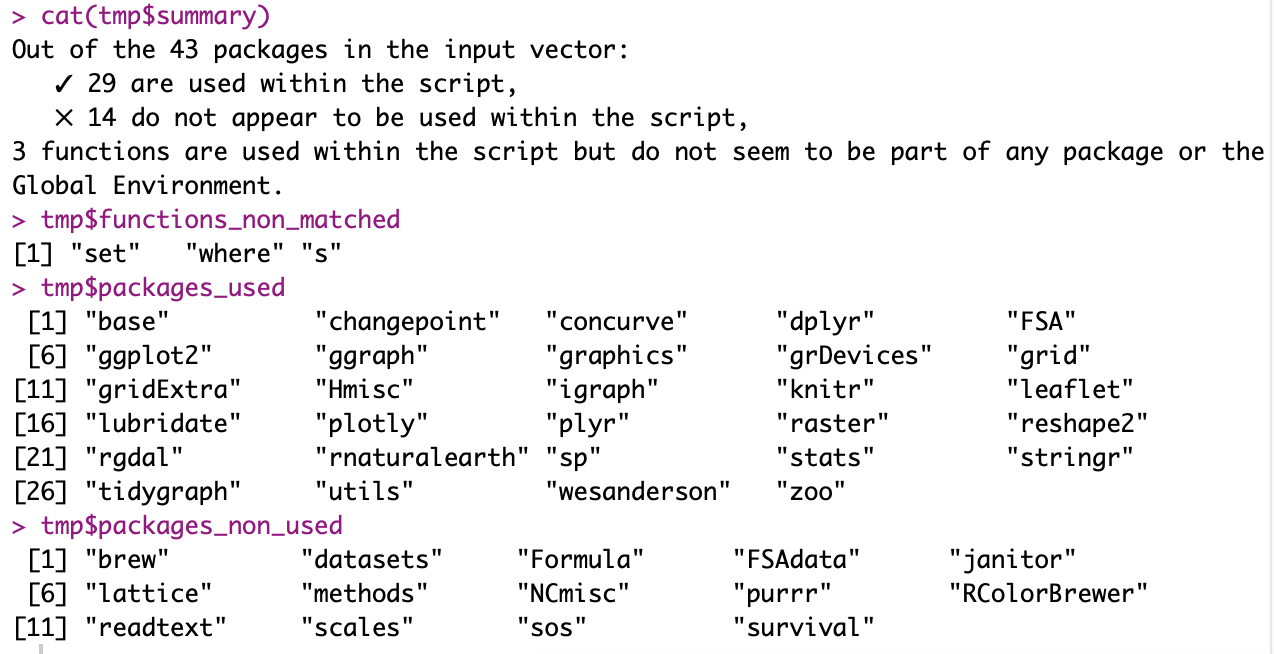 > cat(tmp$summary)
Out of the 43 packages in the input vector:
   ✓ 29 are used within the script,
   ✕ 14 do not appear to be used within the script,
3 functions are used within the script but do not seem to be part of any package or the
Global Environment.
> tmp$functions_non_matched
[1] "set"   "where" "s"
> tmp$packages_used
 [1] "base"          "changepoint"   "concurve"      "dplyr"         "FSA"
 [6] "ggplot2"       "ggraph"        "graphics"      "grDevices"     "grid"
[11] "gridExtra"     "Hmisc"         "igraph"        "knitr"         "leaflet"
[16] "lubridate"     "plotly"        "plyr"          "raster"        "reshape2"
[21] "rgdal"         "rnaturalearth" "sp"            "stats"         "stringr"
[26] "tidygraph"     "utils"         "wesanderson"   "zoo"
> tmp$packages_non_used
 [1] "brew"         "datasets"     "Formula"      "FSAdata"      "janitor"
 [6] "lattice"      "methods"      "NCmisc"       "purrr"        "RColorBrewer"
[11] "readtext"     "scales"       "sos"          "survival"